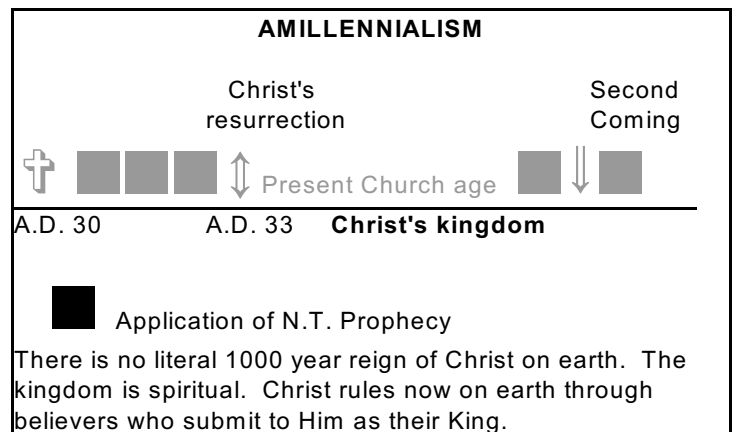 AMILLENNIALISM
Christ's Second
resurrection Coming
Present Church age
A.D. 30 A.D. 33 Christ's kingdom
Application of N.T. Prophecy
There is no literal 1000 year reign of Christ on earth. The
kingdom is spiritual. Christ rules now on earth through
believers who submit to Him as their King.